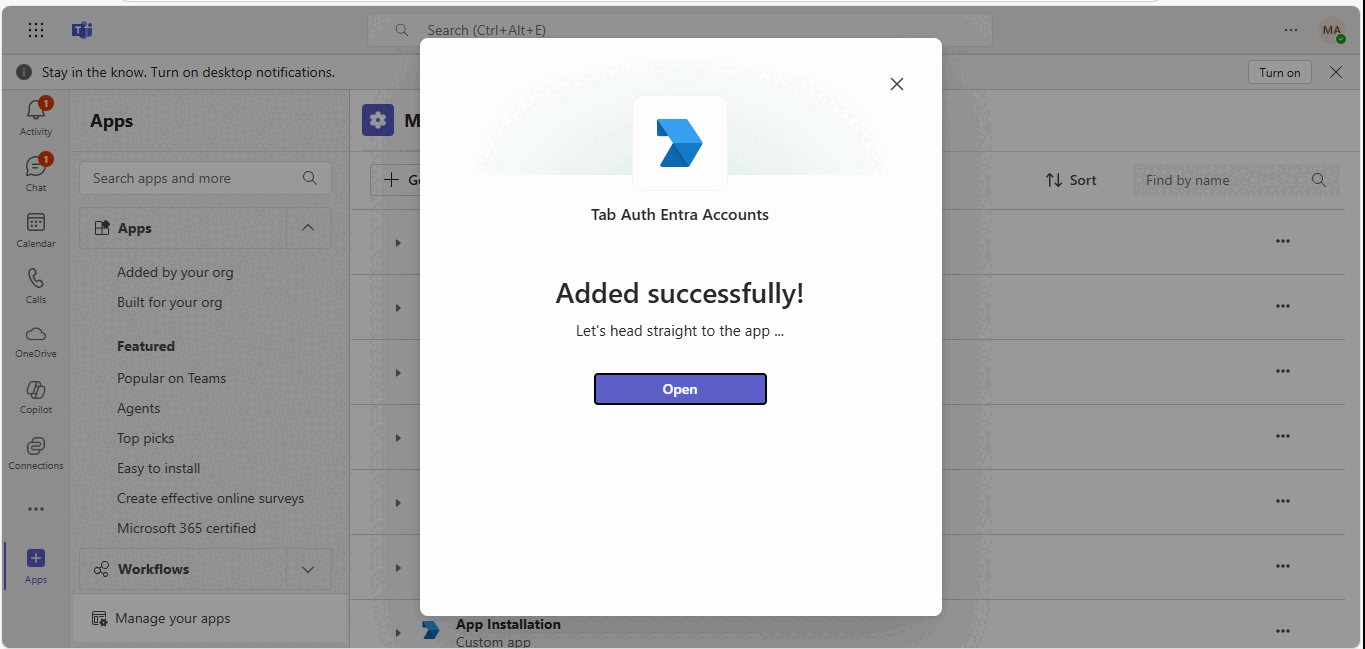 Search (Ctrl+Alt+E)
MA
Stay in the know. Turn on desktop notifications.
Turn on
1
Activity
1
Chat
Calendar
Calls
OneDrive
Copilot
Connections
Apps
Apps
Search apps and more
Apps
Added by your org
Built for your org
Featured
Popular on Teams
Agents
Top picks
Easy to install
Create effective online surveys
Microsoft 365 certified
Workflows
Manage your apps
Sort
Find by name
Tab Auth Entra Accounts
Added successfully!
Let's head straight to the app ...
Open
App Installation
Custom app